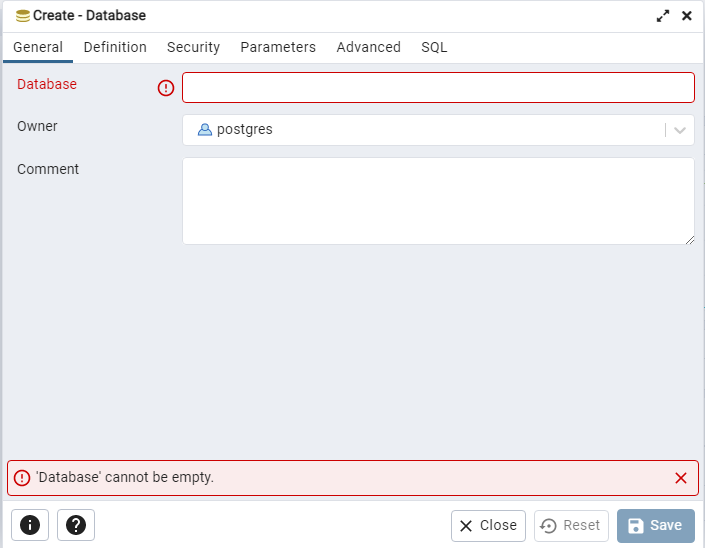 Create - Database
General Definition Security Parameters Advanced SQL
Database
Owner postgres
Comment
'Database' cannot be empty.
Close Reset Save